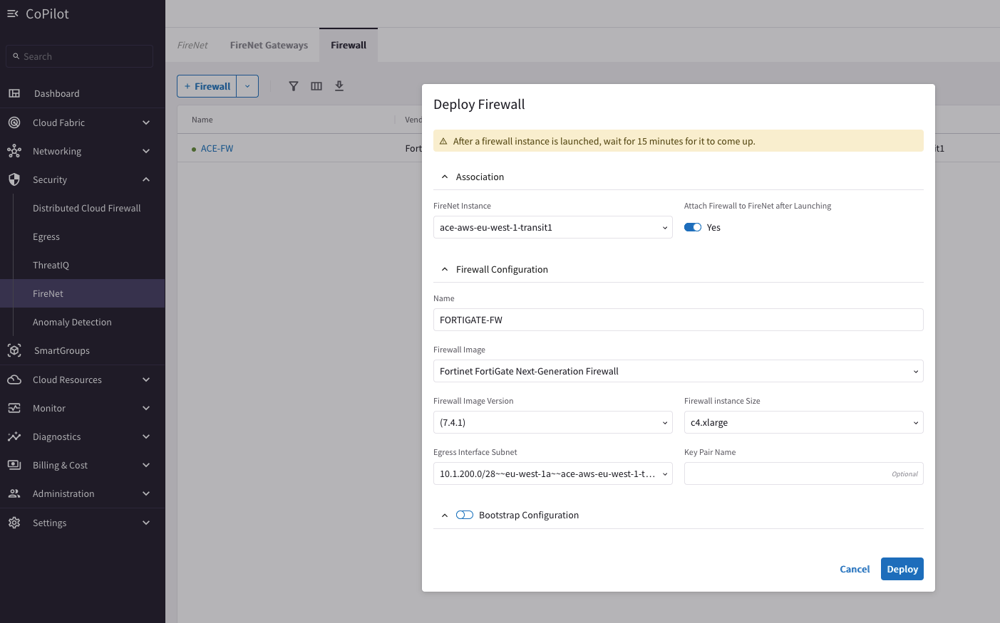 CoPilot
Search
Dashboard
Cloud Fabric
Networking
Security
Distributed Cloud Firewall
Egress
ThreatIQ
FireNet
Anomaly Detection
SmartGroups
Cloud Resources
Monitor
Diagnostics
Billing & Cost
Administration
Settings
FireNet FireNet Gateways Firewall
+ Firewall
Name Vend
ACE-FW Fort it1
Deploy Firewall
After a firewall instance is launched, wait for 15 minutes for it to come up.
Association
FireNet Instance Attach Firewall to FireNet after Launching
ace-aws-eu-west-1-transit1 Yes
Firewall Configuration
Name
FORTIGATE-FW
Firewall Image
Fortinet FortiGate Next-Generation Firewall
Firewall Image Version Firewall instance Size
(7.4.1) c4.xlarge
Egress Interface Subnet Key Pair Name
10.1.200.0/28~~eu-west-1a~~ace-aws-eu-west-1-t... Optional
Bootstrap Configuration
Cancel Deploy